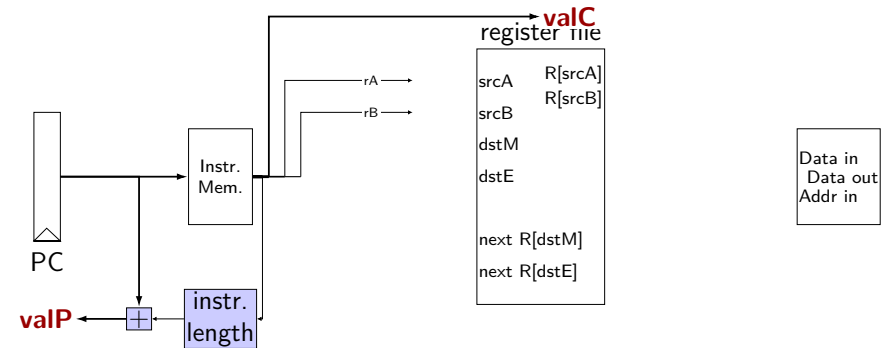 valC
register file
rA
rB
srcA
R[srcA]
R[srcB]
srcB
dstM
dstE
next R[dstM]
next R[dstE]
Instr.
Mem.
Data in
Data out
Addr in
PC
valP
+
instr.
length